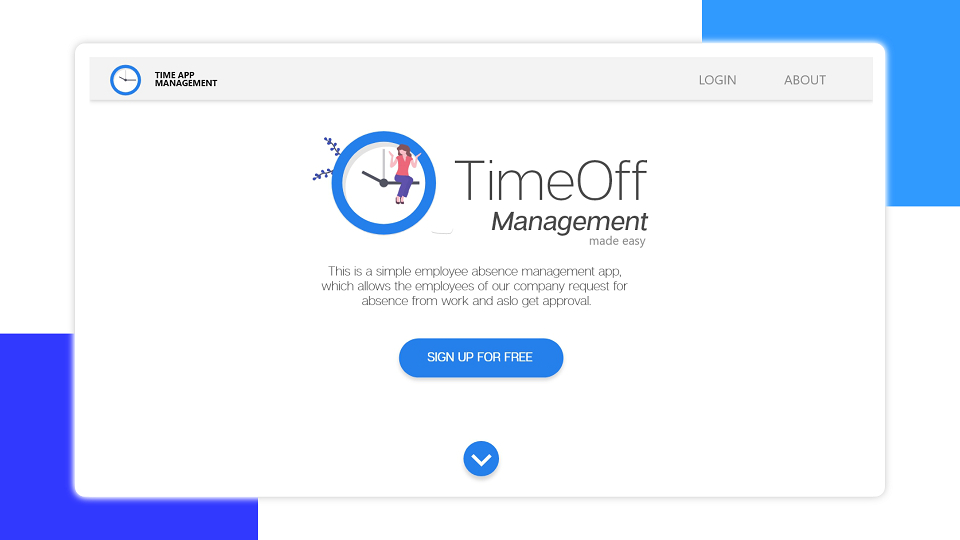 TIME APP
MANAGEMENT
LOGIN
ABOUT
TimeOff
Management
made easy
This is a simple employee absence management app,
which allows the employees of our company request for
absence from work and aslo get approval.
SIGN UP FOR FREE